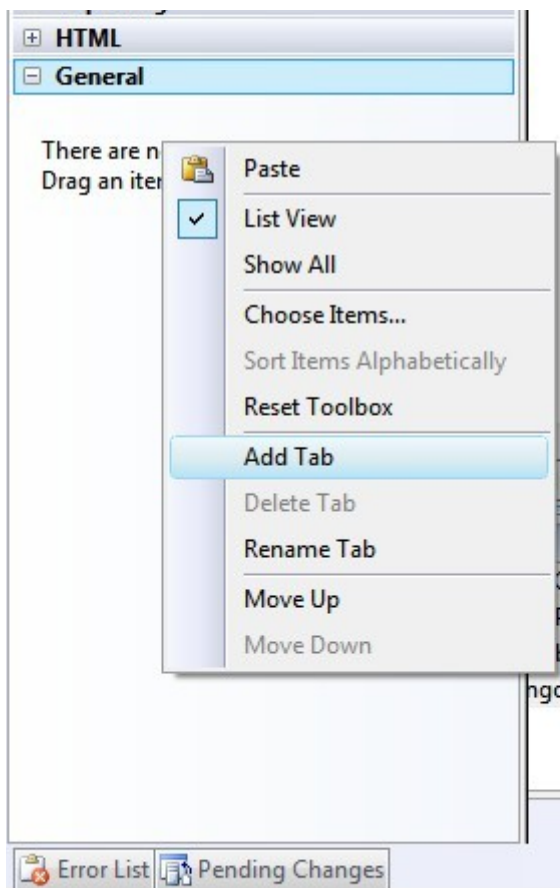 HTML
General
There are n
Drag an iter
Paste
List View
Show All
Choose Items...
Sort Items Alphabetically
Reset Toolbox
Add Tab
Delete Tab
Rename Tab
Move Up
Move Down
Error List
Pending Changes